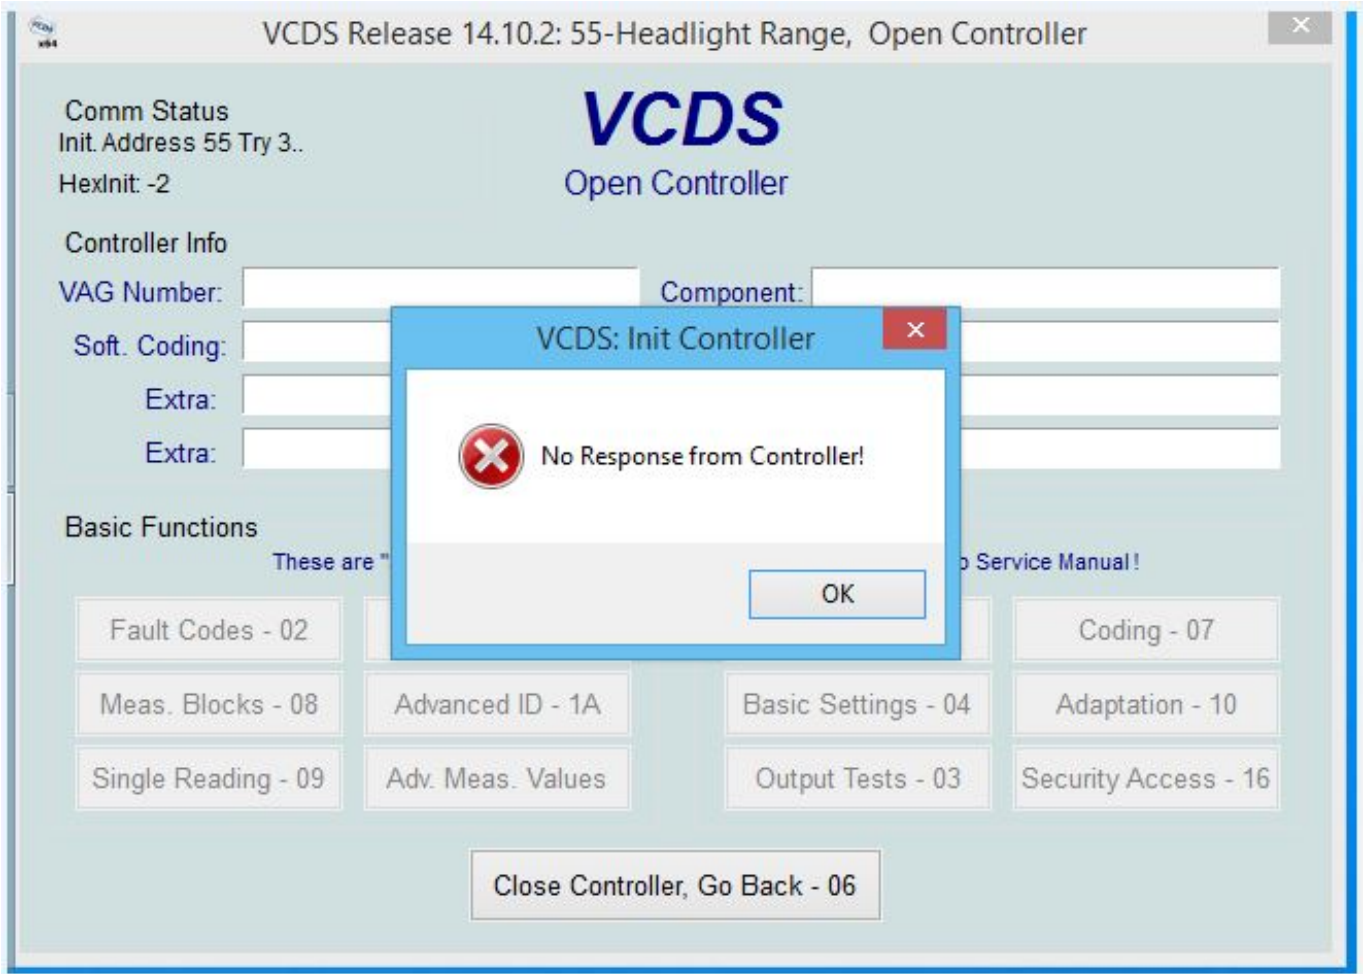 VCDS
x64
VCDS Release 14.10.2: 55-Headlight Range, Open Controller
Comm Status
Init. Address 55 Try 3..
HexInit: -2
VCDS
Open Controller
Controller Info
VAG Number:
Component:
Soft. Coding:
Extra:
Extra:
VCDS: Init Controller
No Response from Controller!
OK
Basic Functions
These are "
Service Manual!
Fault Codes - 02
Coding - 07
Meas. Blocks - 08
Advanced ID - 1A
Basic Settings - 04
Adaptation - 10
Single Reading - 09
Adv. Meas. Values
Output Tests - 03
Security Access - 16
Close Controller, Go Back - 06